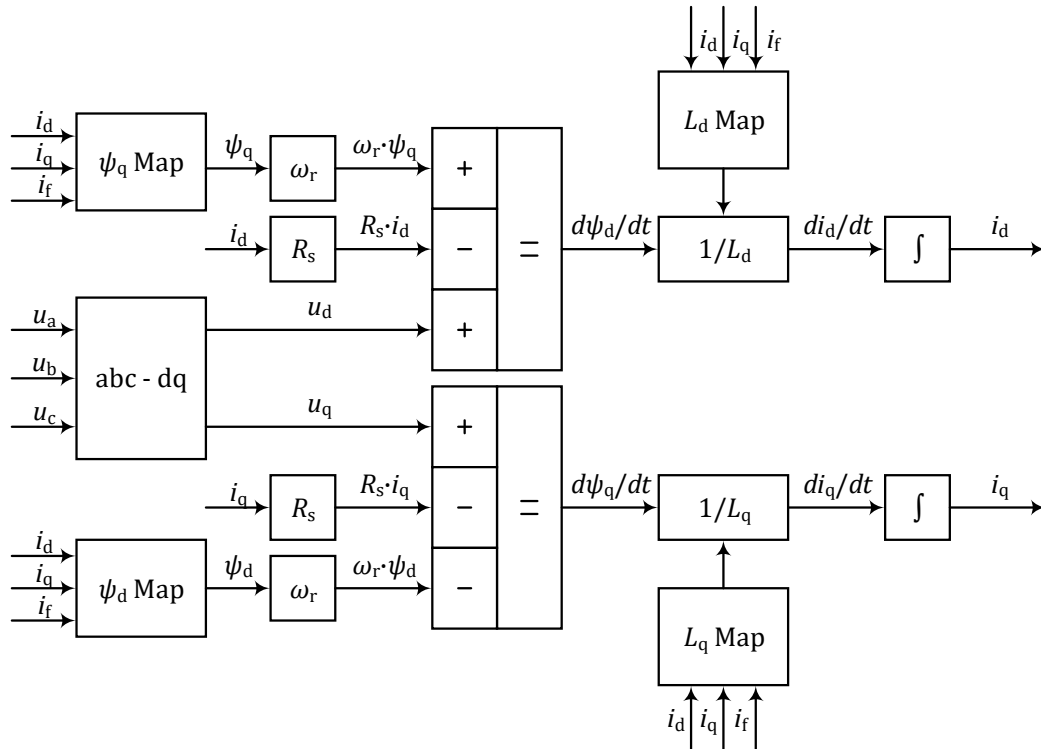 i_d i_q i_f
L_d Map
i_d
i_q
i_f
ψ_q Map
ψ_q
ω_r
ω_r·ψ_q
+
i_d
R_s
R_s·i_d
−
=
dψ_d/dt
1/L_d
di_d/dt
∫
i_d
u_a
u_b
u_c
abc - dq
u_d
+
u_q
+
i_q
R_s
R_s·i_q
−
=
dψ_q/dt
1/L_q
di_q/dt
∫
i_q
i_d
i_q
i_f
ψ_d Map
ψ_d
ω_r
ω_r·ψ_d
−
L_q Map
i_d i_q i_f